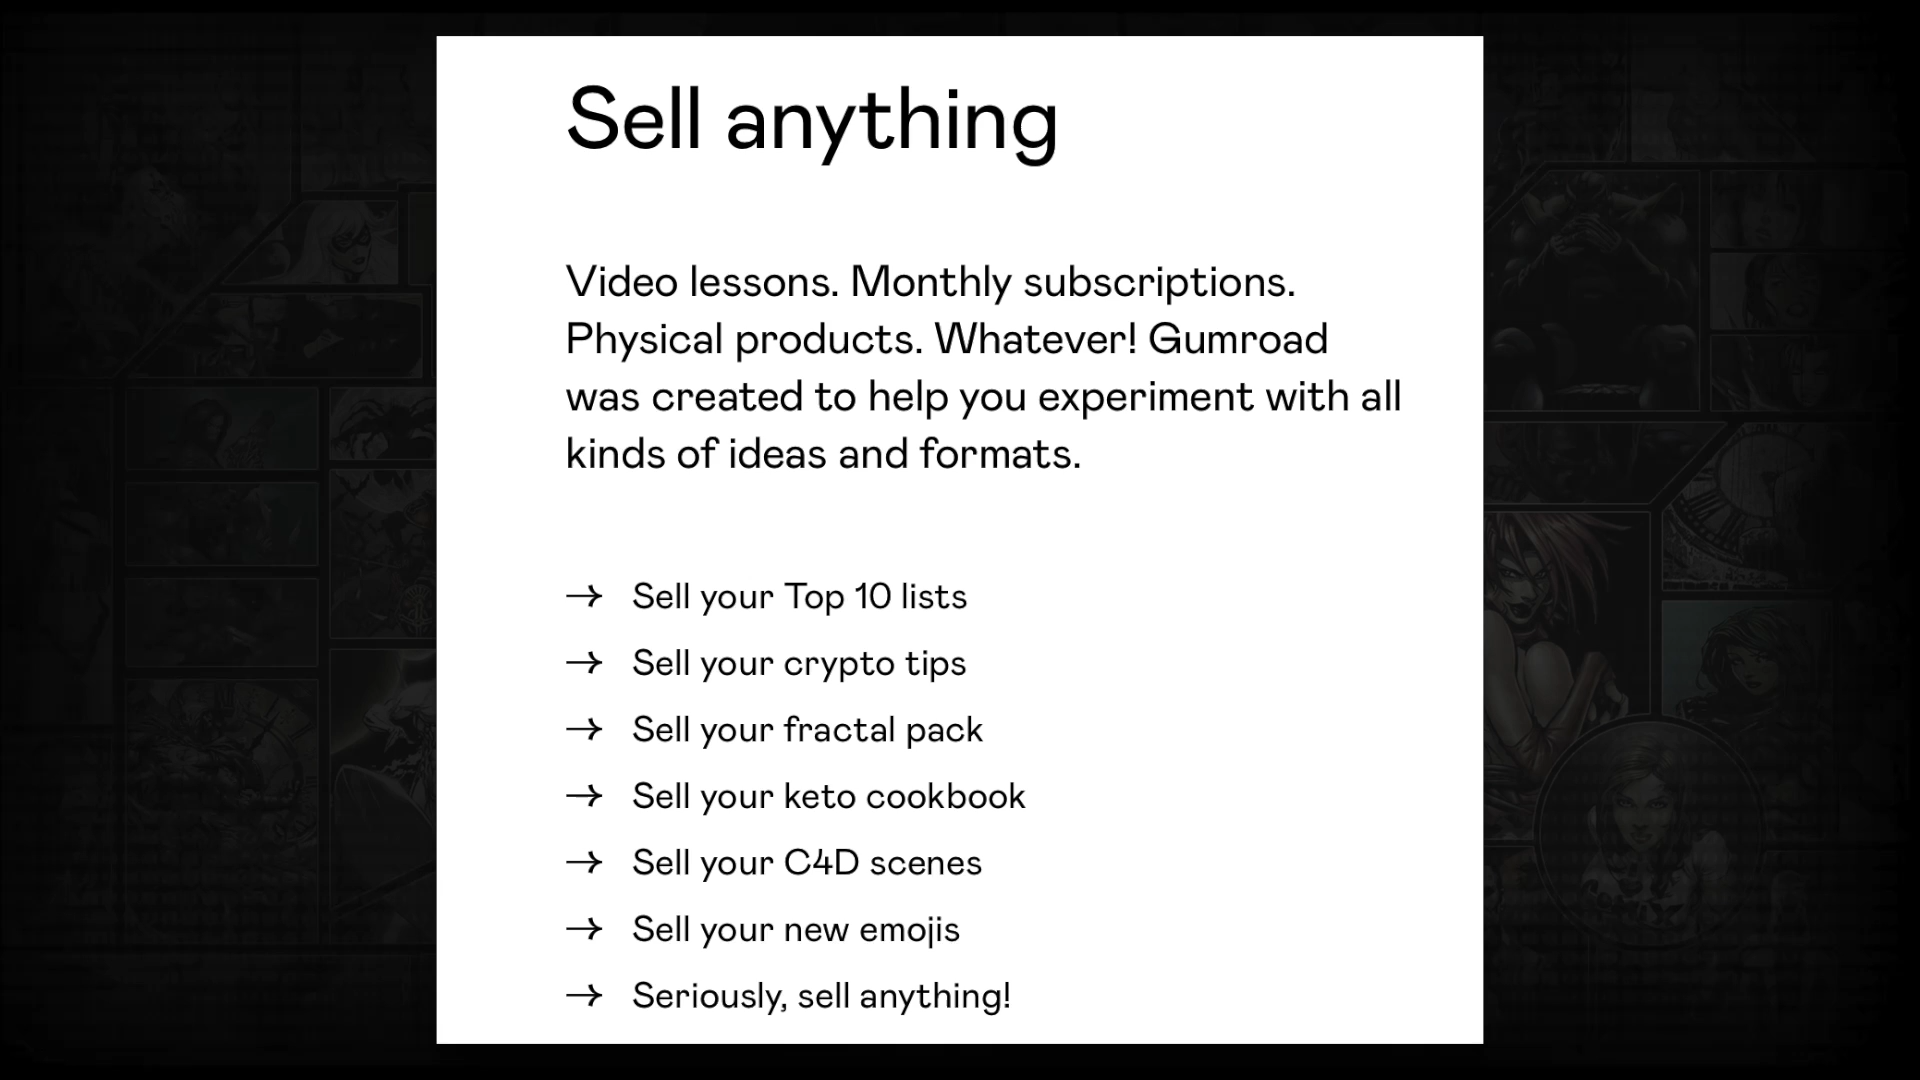 Sell anything
Video lessons. Monthly subscriptions.
Physical products. Whatever! Gumroad
was created to help you experiment with all
kinds of ideas and formats.
→ Sell your Top 10 lists
→ Sell your crypto tips
→ Sell your fractal pack
→ Sell your keto cookbook
→ Sell your C4D scenes
→ Sell your new emojis
→ Seriously, sell anything!